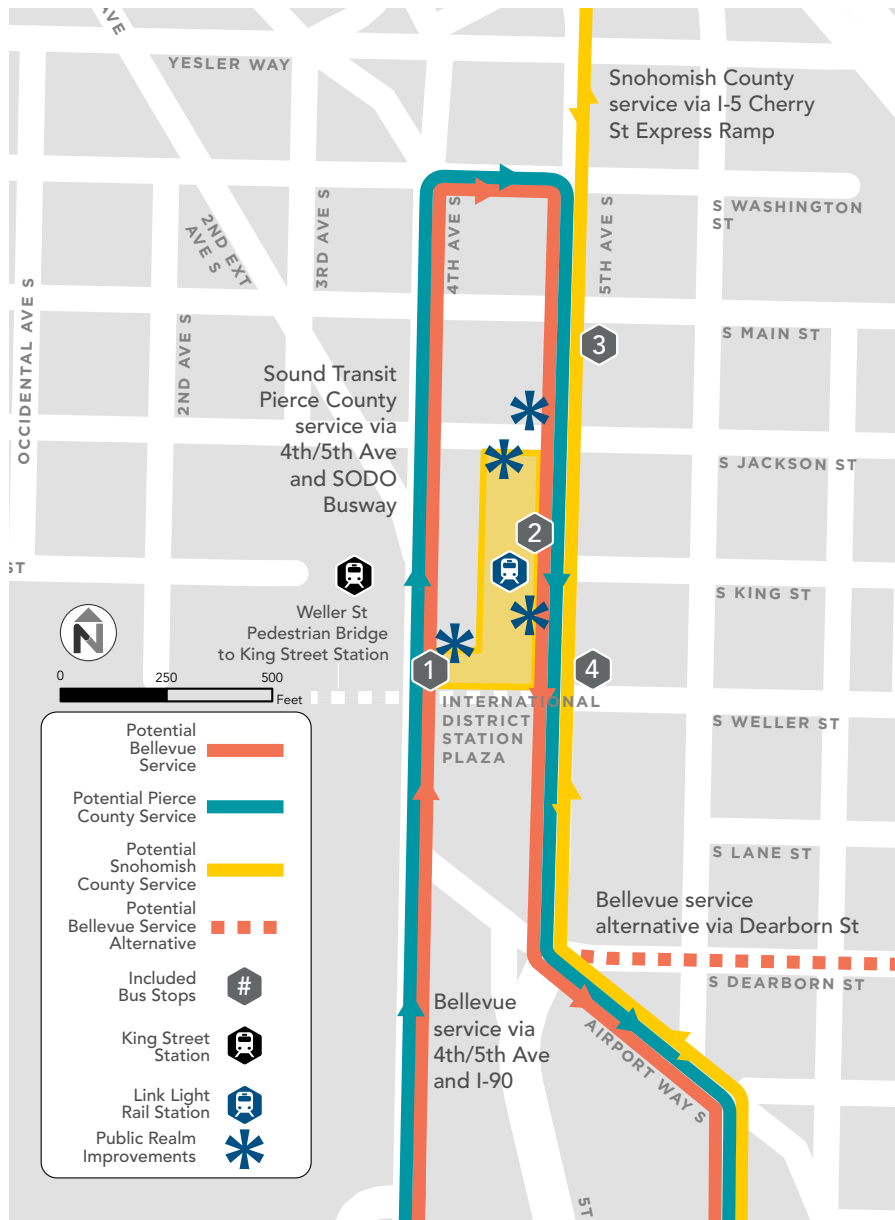 AVE
YESLER WAY
Snohomish County
service via I-5 Cherry
St Express Ramp
S WASHINGTON
ST
2ND EXT
AVE S
3RD AVE S
4TH AVE S
5TH AVE S
OCCIDENTAL AVE S
2ND AVE S
S MAIN ST
3
Sound Transit
Pierce County
service via
4th/5th Ave
and SODO
Busway
S JACKSON ST
2
ST
S KING ST
Weller St
Pedestrian Bridge
to King Street Station
N
1
4
0 250 500
Feet
INTERNATIONAL
DISTRICT
STATION
PLAZA
S WELLER ST
Potential
Bellevue
Service
Potential Pierce
County Service
Potential
Snohomish
County Service
Potential
Bellevue Service
Alternative
Included
Bus Stops
#
King Street
Station
Link Light
Rail Station
Public Realm
Improvements
S LANE ST
Bellevue service
alternative via Dearborn St
S DEARBORN ST
Bellevue
service via
4th/5th Ave
and I-90
AIRPORT WAY S
5T